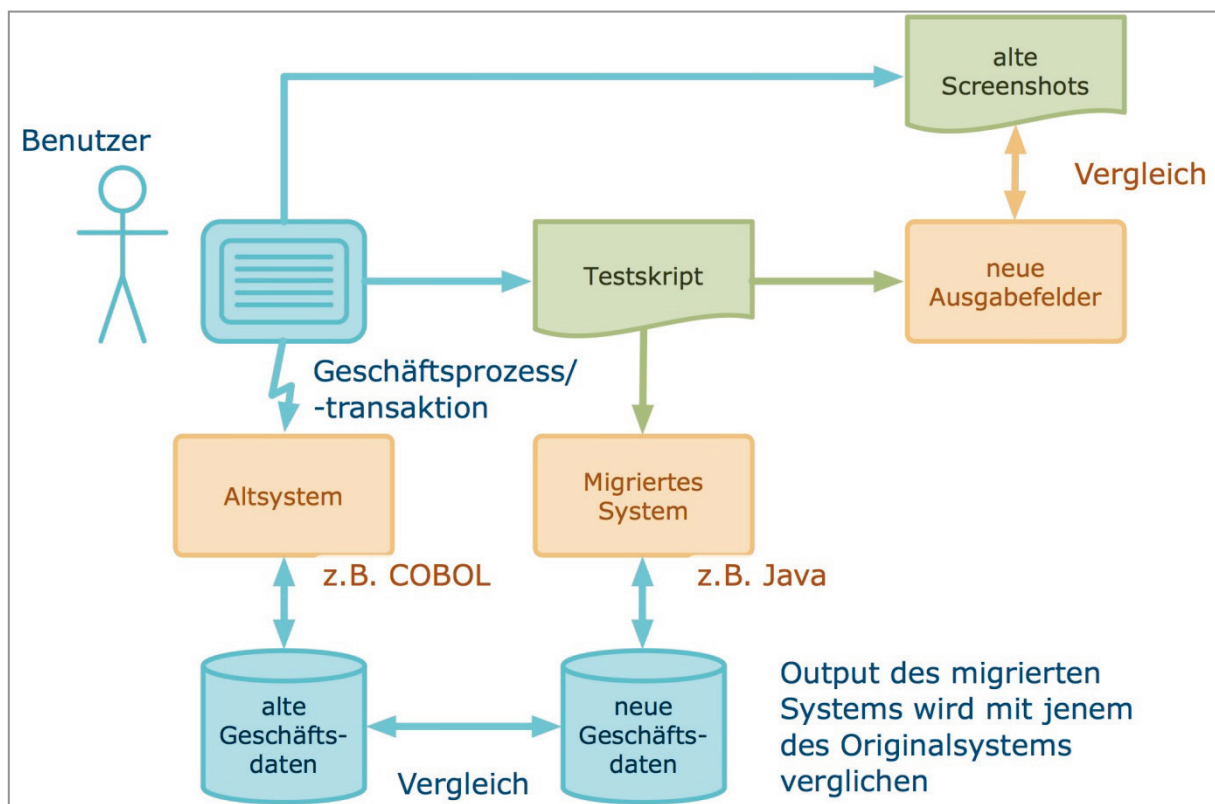 alte
Screenshots
Benutzer
Vergleich
Testskript
neue
Ausgabefelder
Geschäftsprozess/
-transaktion
Altsystem
Migriertes
System
z.B. COBOL
z.B. Java
alte
Geschäfts-
daten
neue
Geschäfts-
daten
Vergleich
Output des migrierten
Systems wird mit jenem
des Originalsystems
verglichen